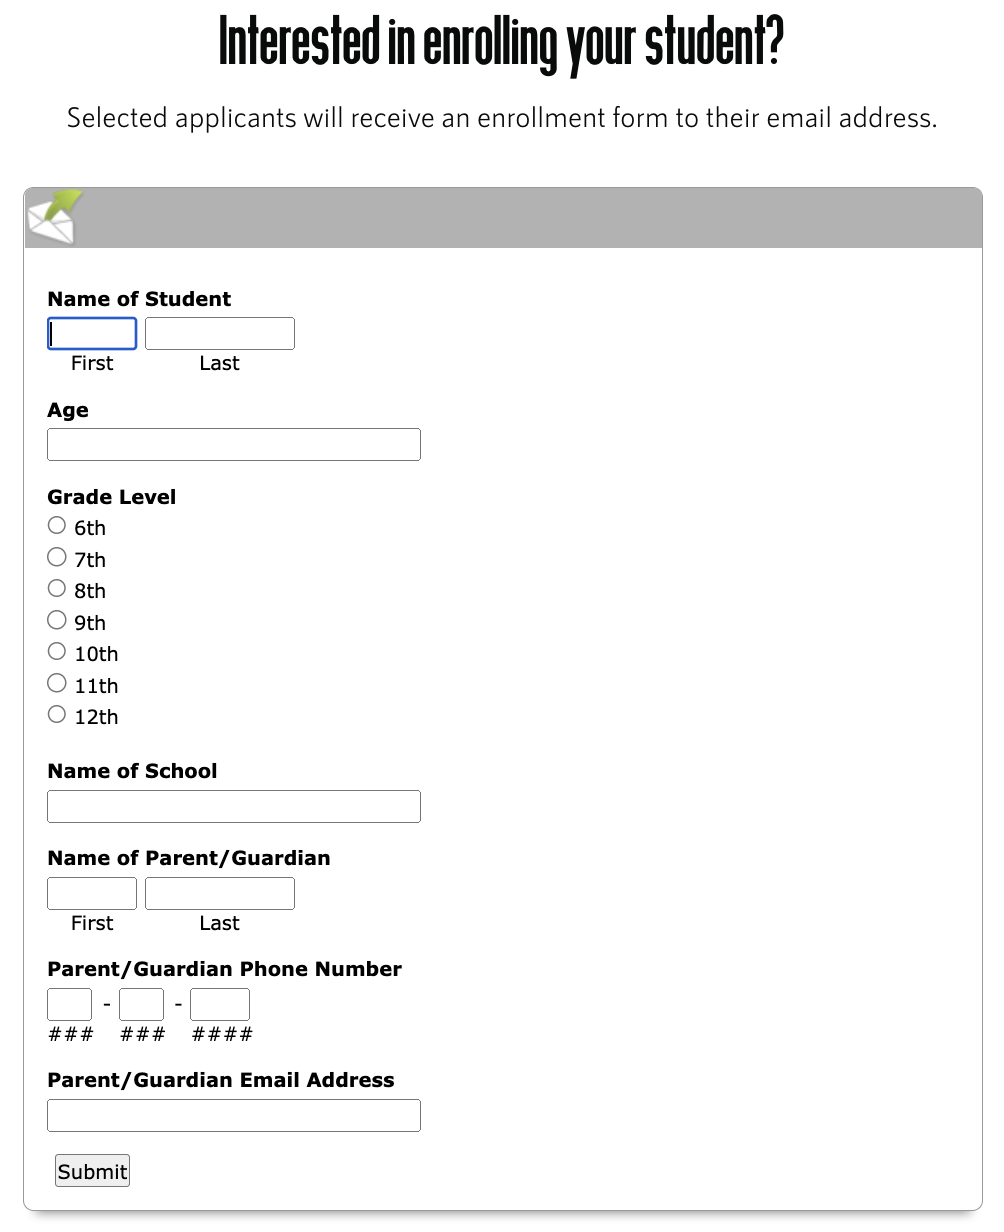 Interested in enrolling your student?
Selected applicants will receive an enrollment form to their email address.
Name of Student
First Last
Age
Grade Level
6th
7th
8th
9th
10th
11th
12th
Name of School
Name of Parent/Guardian
First Last
Parent/Guardian Phone Number
- -
### ### ####
Parent/Guardian Email Address
Submit